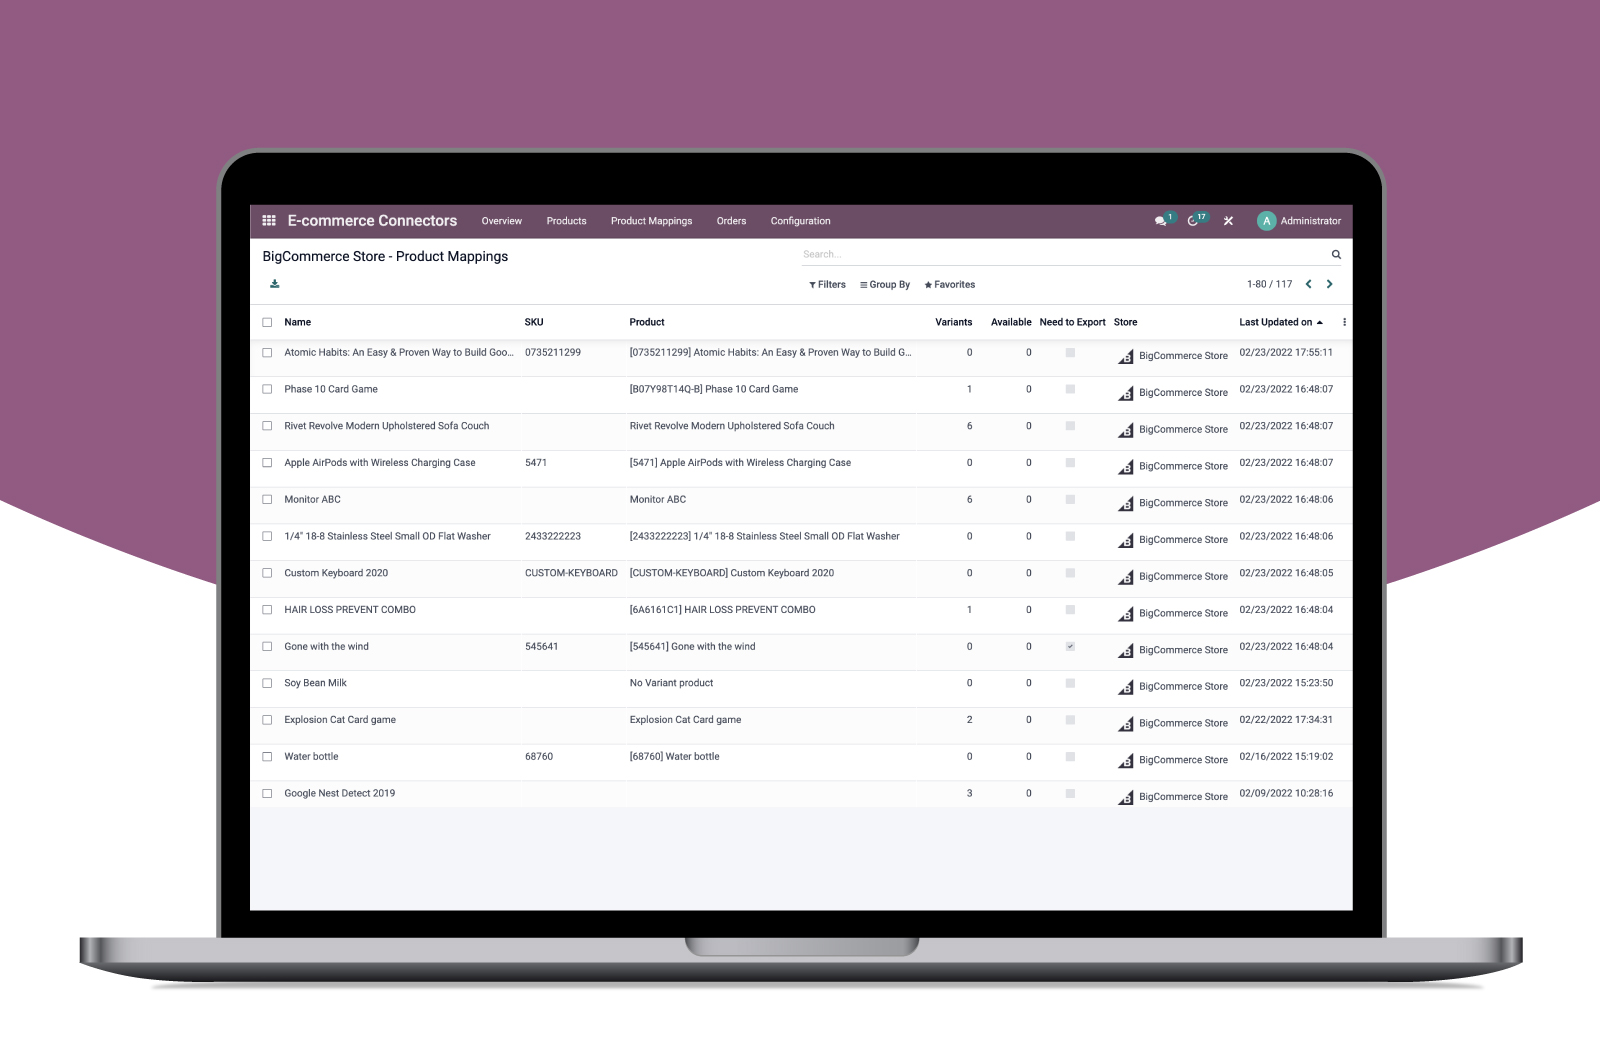 E-commerce Connectors Overview Products Product Mappings Orders Configuration 1 17 A Administrator
BigCommerce Store - Product Mappings Search...
Filters Group By Favorites 1-80 / 117
Name SKU Product Variants Available Need to Export Store Last Updated on
Atomic Habits: An Easy & Proven Way to Build Goo... 0735211299 [0735211299] Atomic Habits: An Easy & Proven Way to Build G... 0 0 B BigCommerce Store 02/23/2022 17:55:11
Phase 10 Card Game [B07Y98T14Q-B] Phase 10 Card Game 1 0 B BigCommerce Store 02/23/2022 16:48:07
Rivet Revolve Modern Upholstered Sofa Couch Rivet Revolve Modern Upholstered Sofa Couch 6 0 B BigCommerce Store 02/23/2022 16:48:07
Apple AirPods with Wireless Charging Case 5471 [5471] Apple AirPods with Wireless Charging Case 0 0 B BigCommerce Store 02/23/2022 16:48:07
Monitor ABC Monitor ABC 6 0 B BigCommerce Store 02/23/2022 16:48:06
1/4" 18-8 Stainless Steel Small OD Flat Washer 2433222223 [2433222223] 1/4" 18-8 Stainless Steel Small OD Flat Washer 0 0 B BigCommerce Store 02/23/2022 16:48:06
Custom Keyboard 2020 CUSTOM-KEYBOARD [CUSTOM-KEYBOARD] Custom Keyboard 2020 0 0 B BigCommerce Store 02/23/2022 16:48:05
HAIR LOSS PREVENT COMBO [6A6161C1] HAIR LOSS PREVENT COMBO 1 0 B BigCommerce Store 02/23/2022 16:48:04
Gone with the wind 545641 [545641] Gone with the wind 0 0 B BigCommerce Store 02/23/2022 16:48:04
Soy Bean Milk No Variant product 0 0 B BigCommerce Store 02/23/2022 15:23:50
Explosion Cat Card game Explosion Cat Card game 2 0 B BigCommerce Store 02/22/2022 17:34:31
Water bottle 68760 [68760] Water bottle 0 0 B BigCommerce Store 02/16/2022 15:19:02
Google Nest Detect 2019 3 0 B BigCommerce Store 02/09/2022 10:28:16